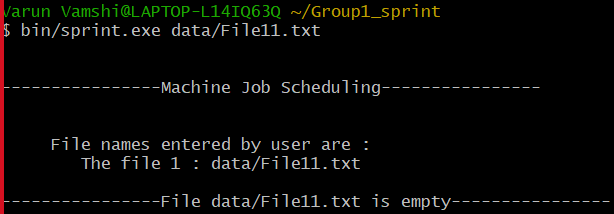 Varun Vamshi@LAPTOP-L14IQ63Q ~/Group1_sprint
$ bin/sprint.exe data/File11.txt
----------------Machine Job Scheduling----------------
File names entered by user are :
The file 1 : data/File11.txt
----------------File data/File11.txt is empty----------------